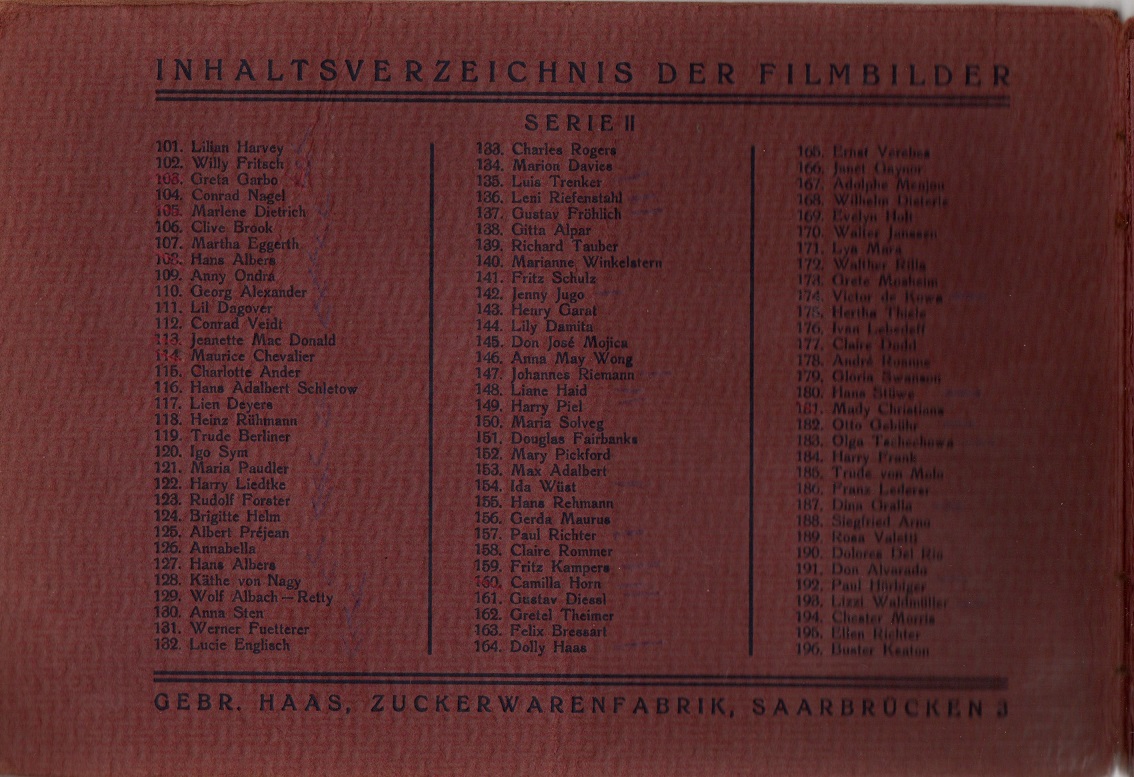 INHALTSVERZEICHNIS DER FILMBILDER
SERIE II
101. Lilian Harvey
102. Willy Fritsch
103. Greta Garbo
104. Conrad Nagel
105. Marlene Dietrich
106. Clive Brook
107. Martha Eggerth
108. Hans Albers
109. Anny Ondra
110. Georg Alexander
111. Lil Dagover
112. Conrad Veidt
113. Jeanette Mac Donald
114. Maurice Chevalier
115. Charlotte Ander
116. Hans Adalbert Schletow
117. Lien Deyers
118. Heinz Rühmann
119. Trude Berliner
120. Igo Sym
121. Maria Paudler
122. Harry Liedtke
123. Rudolf Forster
124. Brigitte Helm
125. Albert Préjean
126. Annabella
127. Hans Albers
128. Käthe von Nagy
129. Wolf Albach—Retty
130. Anna Sten
131. Werner Fuetterer
132. Lucie Englisch
133. Charles Rogers
134. Marion Davies
135. Luis Trenker
136. Leni Riefenstahl
137. Gustav Fröhlich
138. Gitta Alpar
139. Richard Tauber
140. Marianne Winkelstern
141. Fritz Schulz
142. Jenny Jugo
143. Henry Garat
144. Lily Damita
145. Don José Mojica
146. Anna May Wong
147. Johannes Riemann
148. Liane Haid
149. Harry Piel
150. Maria Solveg
151. Douglas Fairbanks
152. Mary Pickford
153. Max Adalbert
154. Ida Wüst
155. Hans Rehmann
156. Gerda Maurus
157. Paul Richter
158. Claire Rommer
159. Fritz Kampers
160. Camilla Horn
161. Gustav Diessl
162. Gretel Theimer
163. Felix Bressart
164. Dolly Haas
165. Ernst Verebes
166. Janet Gaynor
167. Adolphe Menjou
168. Wilhelm Dieterle
169. Evelyn Holt
170. Walter Janssen
171. Lya Mara
172. Walther Rilla
173. Grete Mosheim
174. Victor de Kowa
175. Hertha Thiele
176. Ivan Lebedeff
177. Claire Dodd
178. André Roanne
179. Gloria Swanson
180. Hans Stüwe
181. Mady Christians
182. Otto Gebühr
183. Olga Tschechowa
184. Harry Frank
185. Trude von Molo
186. Franz Lederer
187. Dina Gralla
188. Siegfried Arno
189. Rosa Valetti
190. Dolores Del Rio
191. Don Alvarado
192. Paul Hörbiger
193. Lizzi Waldmüller
194. Chester Morris
195. Ellen Richter
196. Buster Keaton
GEBR. HAAS, ZUCKERWARENFABRIK, SAARBRÜCKEN 3